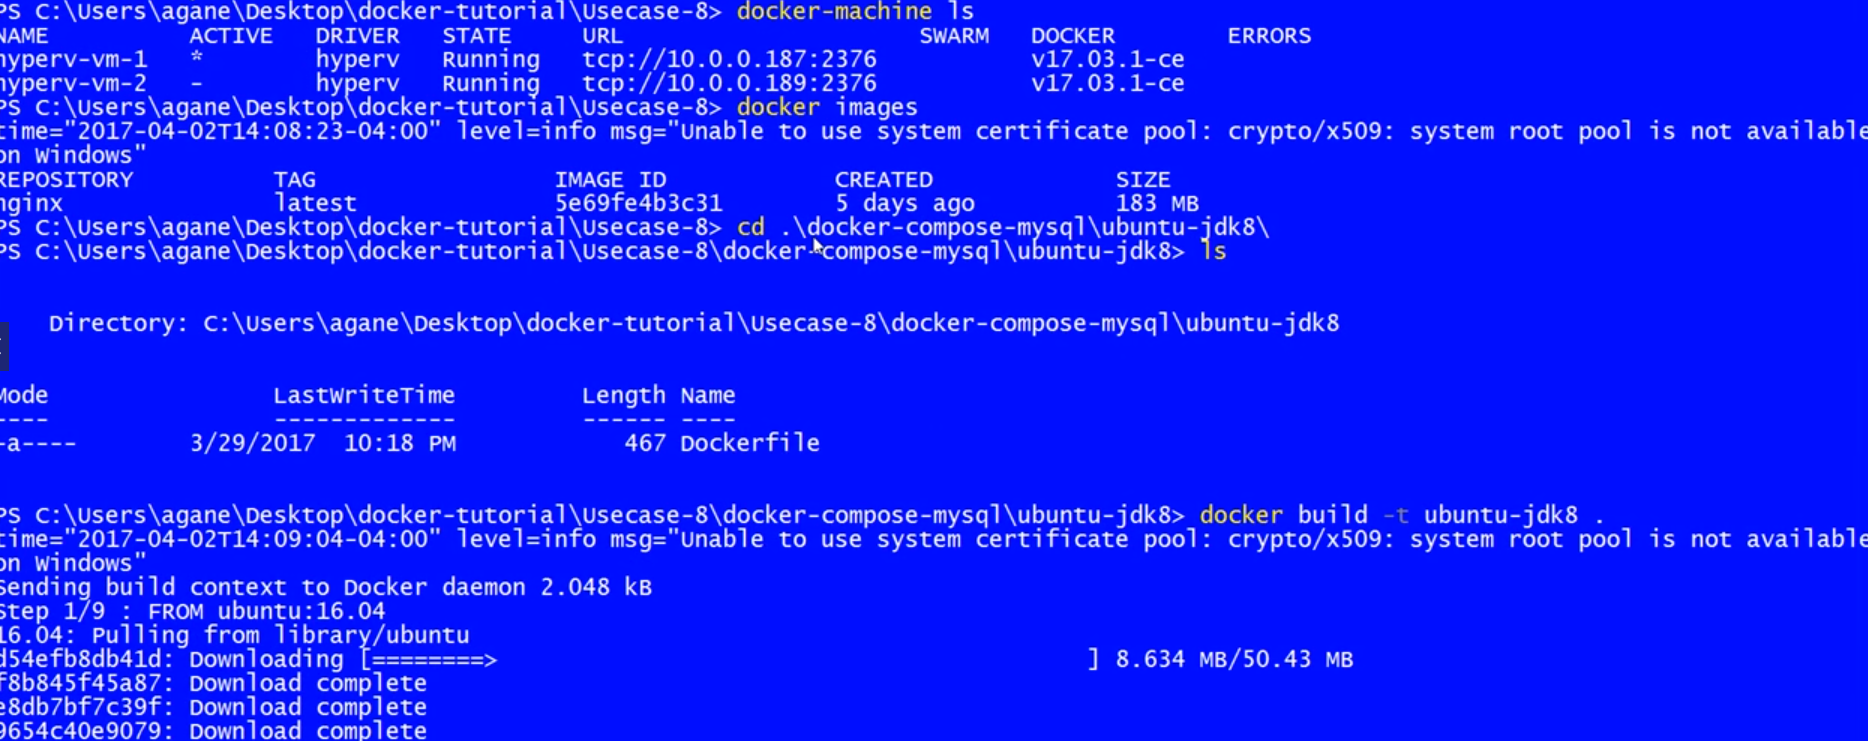 PS C:\Users\agane\Desktop\docker-tutorial\Usecase-8> docker-machine ls
NAME ACTIVE DRIVER STATE URL SWARM DOCKER ERRORS
hyperv-vm-1 * hyperv Running tcp://10.0.0.187:2376 v17.03.1-ce
hyperv-vm-2 - hyperv Running tcp://10.0.0.189:2376 v17.03.1-ce
PS C:\Users\agane\Desktop\docker-tutorial\Usecase-8> docker images
time="2017-04-02T14:08:23-04:00" level=info msg="Unable to use system certificate pool: crypto/x509: system root pool is not available
on Windows"
REPOSITORY TAG IMAGE ID CREATED SIZE
nginx latest 5e69fe4b3c31 5 days ago 183 MB
PS C:\Users\agane\Desktop\docker-tutorial\Usecase-8> cd .\docker-compose-mysql\ubuntu-jdk8\
PS C:\Users\agane\Desktop\docker-tutorial\Usecase-8\docker-compose-mysql\ubuntu-jdk8> ls
Directory: C:\Users\agane\Desktop\docker-tutorial\Usecase-8\docker-compose-mysql\ubuntu-jdk8
Mode LastWriteTime Length Name
---- ------------- ------ ----
-a---- 3/29/2017 10:18 PM 467 Dockerfile
PS C:\Users\agane\Desktop\docker-tutorial\Usecase-8\docker-compose-mysql\ubuntu-jdk8> docker build -t ubuntu-jdk8 .
time="2017-04-02T14:09:04-04:00" level=info msg="Unable to use system certificate pool: crypto/x509: system root pool is not available
on Windows"
Sending build context to Docker daemon 2.048 kB
Step 1/9 : FROM ubuntu:16.04
16.04: Pulling from library/ubuntu
d54efb8db41d: Downloading [========> ] 8.634 MB/50.43 MB
f8b845f45a87: Download complete
e8db7bf7c39f: Download complete
9654c40e9079: Download complete